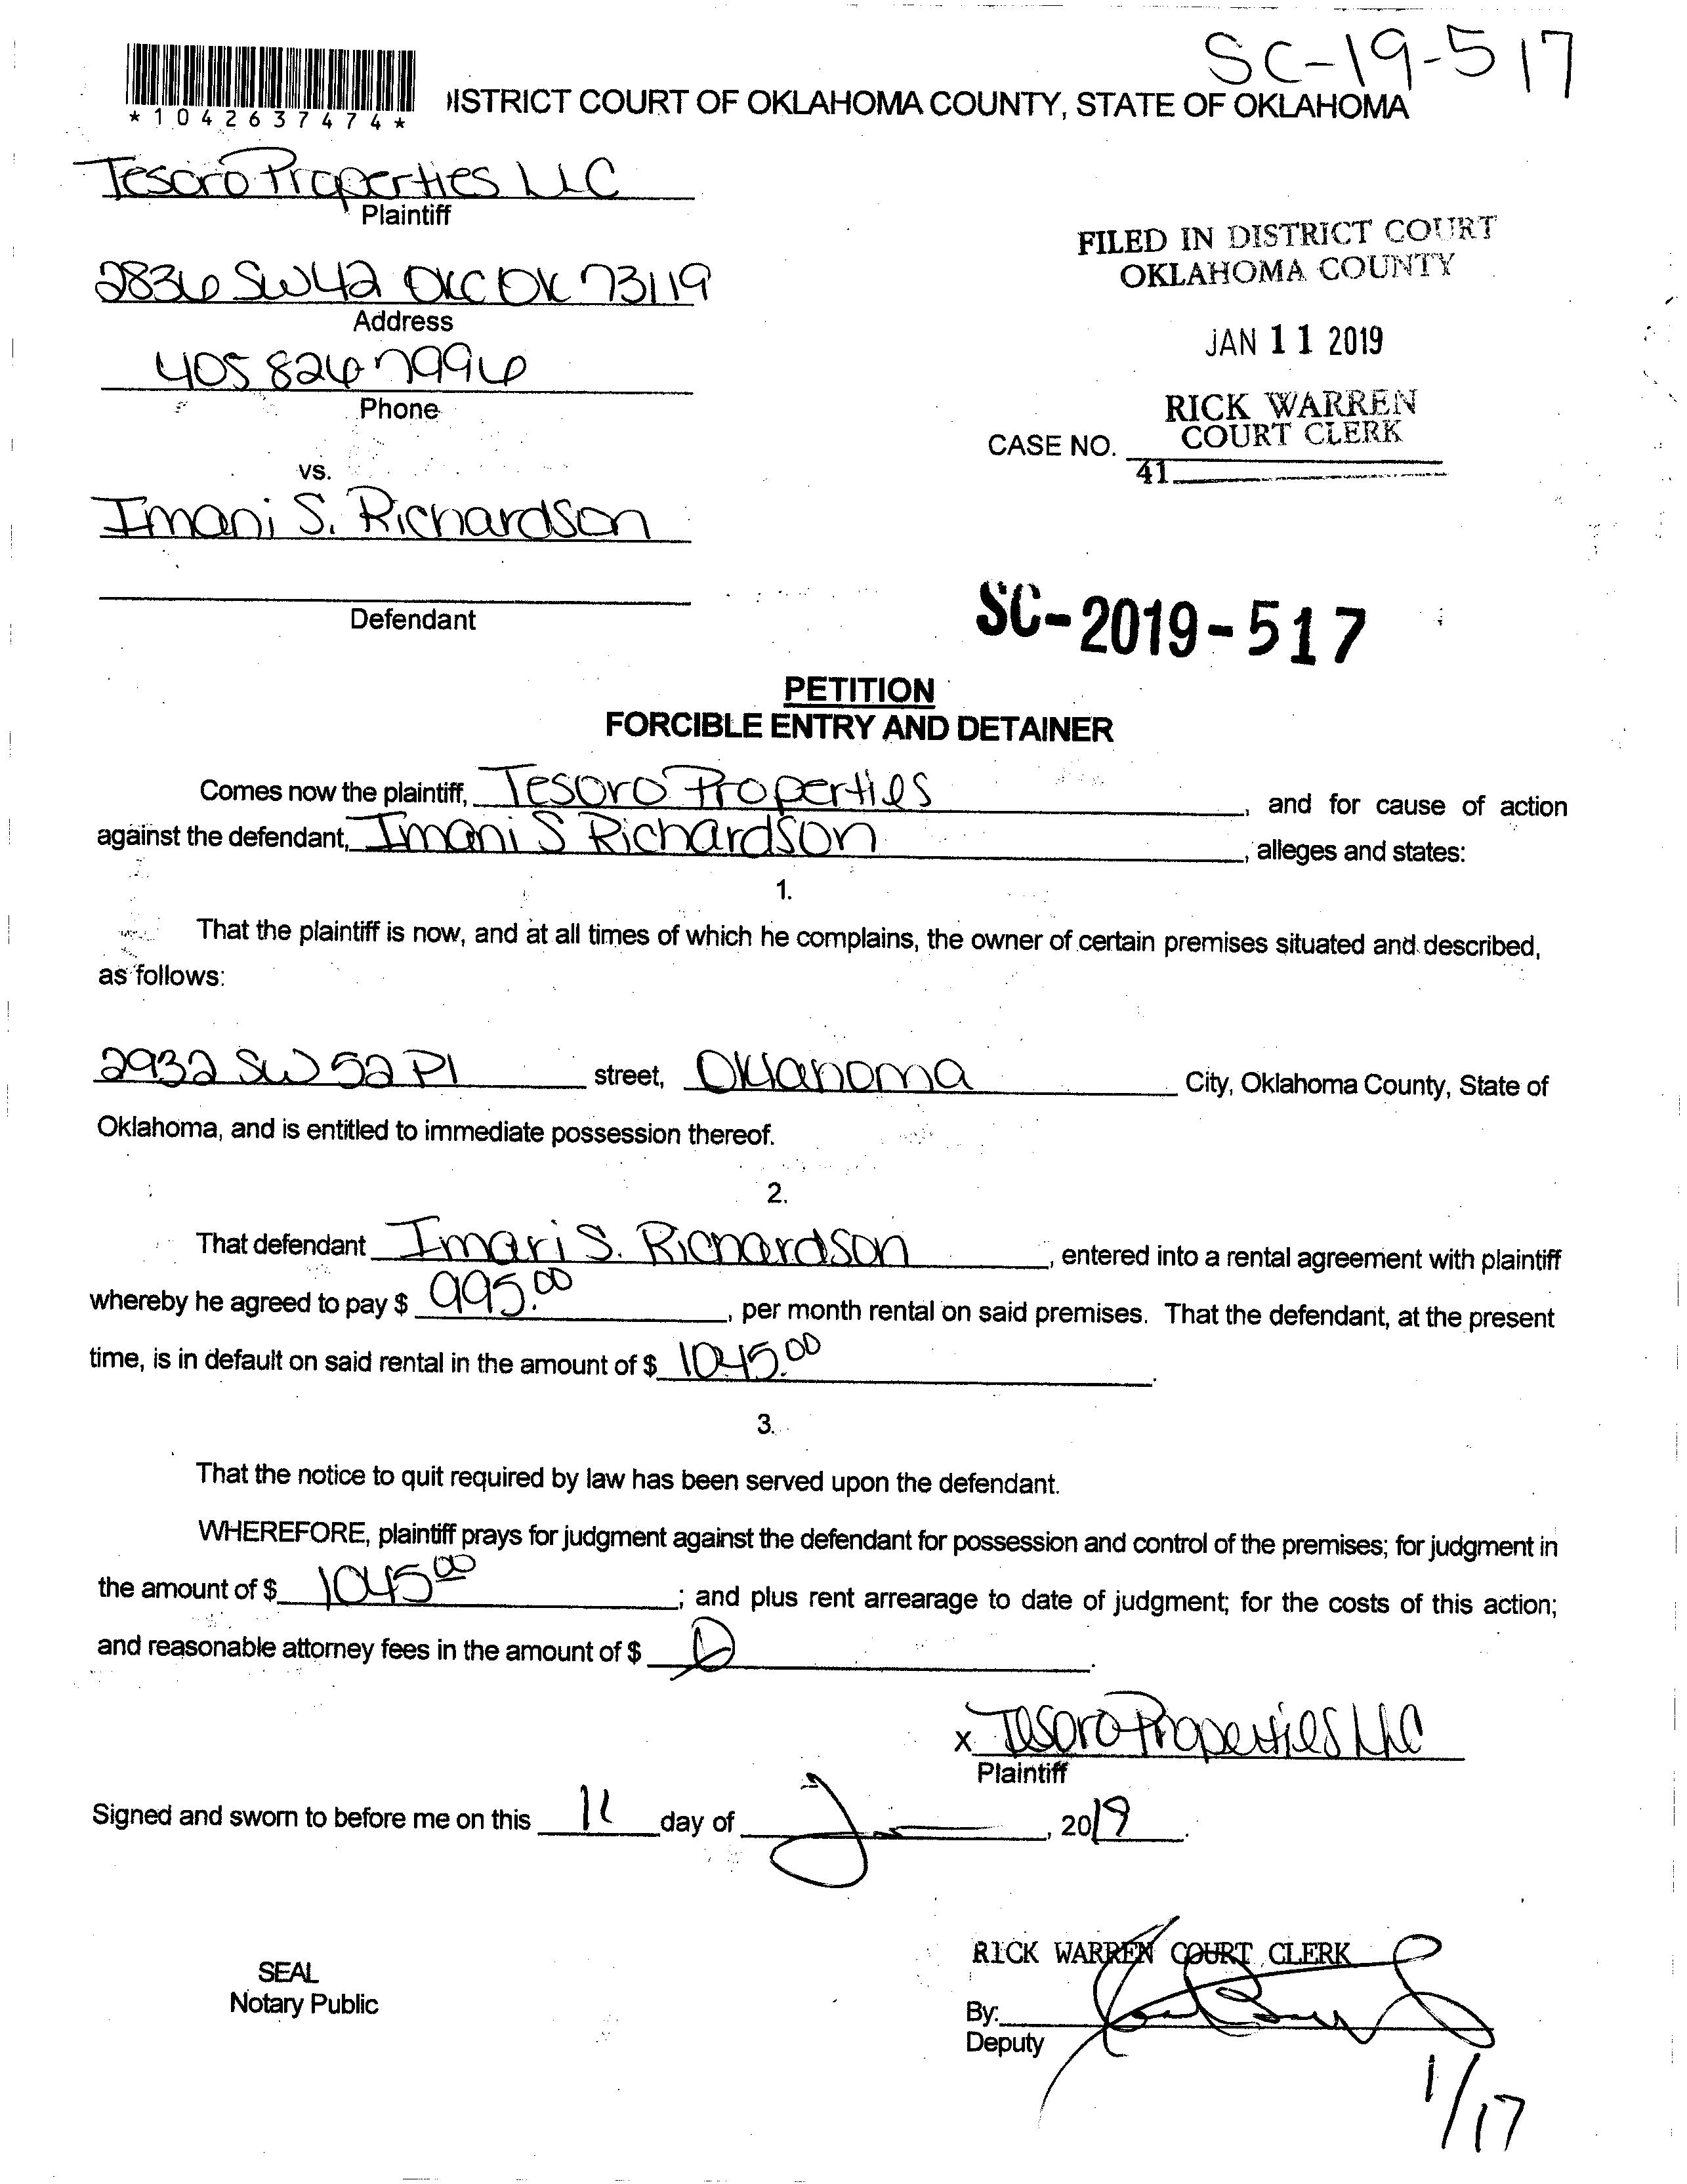 SC-19-517
*1042637474*
ISTRICT COURT OF OKLAHOMA COUNTY, STATE OF OKLAHOMA
Tesoro Properties LLC
Plaintiff
2836 SW 42 OKC OK 73119
Address
405 826 7996
Phone
vs.
Imani S. Richardson
Defendant
FILED IN DISTRICT COURT
OKLAHOMA COUNTY
JAN 11 2019
RICK WARREN
COURT CLERK
CASE NO.
41
SC-2019-517
PETITION
FORCIBLE ENTRY AND DETAINER
Comes now the plaintiff, Tesoro Properties, and for cause of action
against the defendant, Imani S Richardson, alleges and states:
1.
That the plaintiff is now, and at all times of which he complains, the owner of certain premises situated and described,
as follows:
2932 SW 52 Pl street, Oklahoma City, Oklahoma County, State of
Oklahoma, and is entitled to immediate possession thereof.
2.
That defendant Imani S. Richardson, entered into a rental agreement with plaintiff
whereby he agreed to pay $ 995.00, per month rental on said premises. That the defendant, at the present
time, is in default on said rental in the amount of $ 1045.00.
3.
That the notice to quit required by law has been served upon the defendant.
WHEREFORE, plaintiff prays for judgment against the defendant for possession and control of the premises; for judgment in
the amount of $ 1045.00; and plus rent arrearage to date of judgment; for the costs of this action;
and reasonable attorney fees in the amount of $
x Tesoro Properties LLC
Plaintiff
Signed and sworn to before me on this 11 day of , 2019.
SEAL
Notary Public
RICK WARREN COURT CLERK
By:
Deputy
1/17